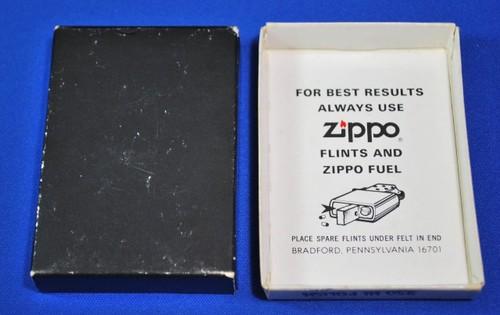 FOR BEST RESULTS
ALWAYS USE
Zippo®
FLINTS AND
ZIPPO FUEL
PLACE SPARE FLINTS UNDER FELT IN END
BRADFORD, PENNSYLVANIA 16701